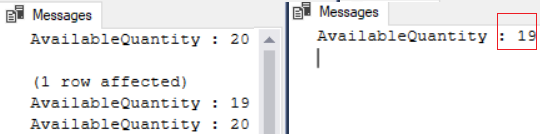 Messages
AvailableQuantity : 20
(1 row affected)
AvailableQuantity : 19
AvailableQuantity : 20
Messages
AvailableQuantity : 19